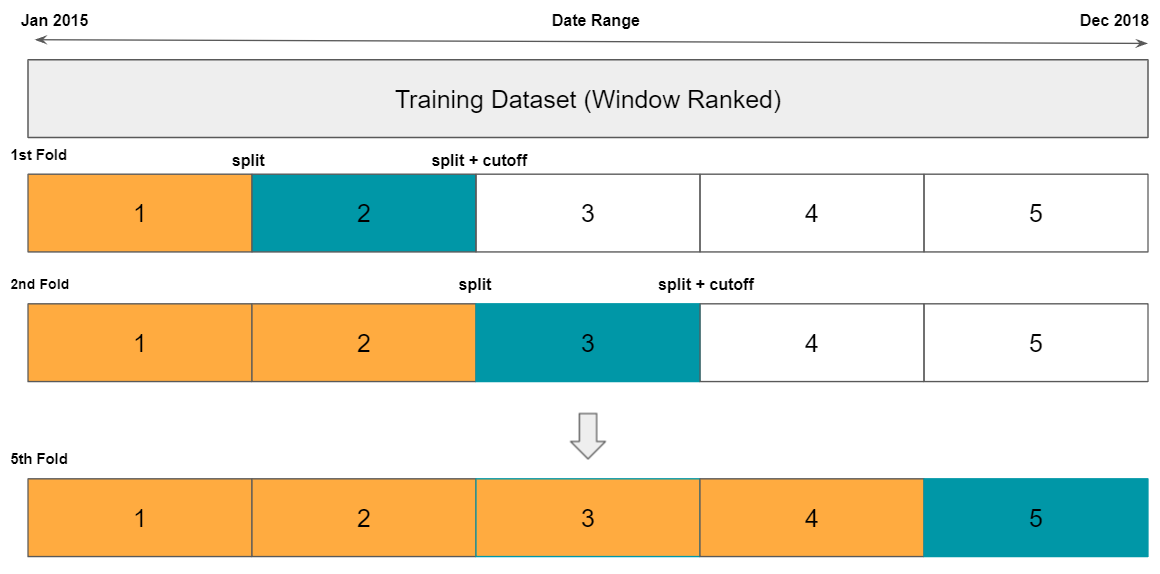 Jan 2015 Date Range Dec 2018
Training Dataset (Window Ranked)
1st Fold split split + cutoff
1 2 3 4 5
2nd Fold split split + cutoff
1 2 3 4 5
5th Fold
1 2 3 4 5